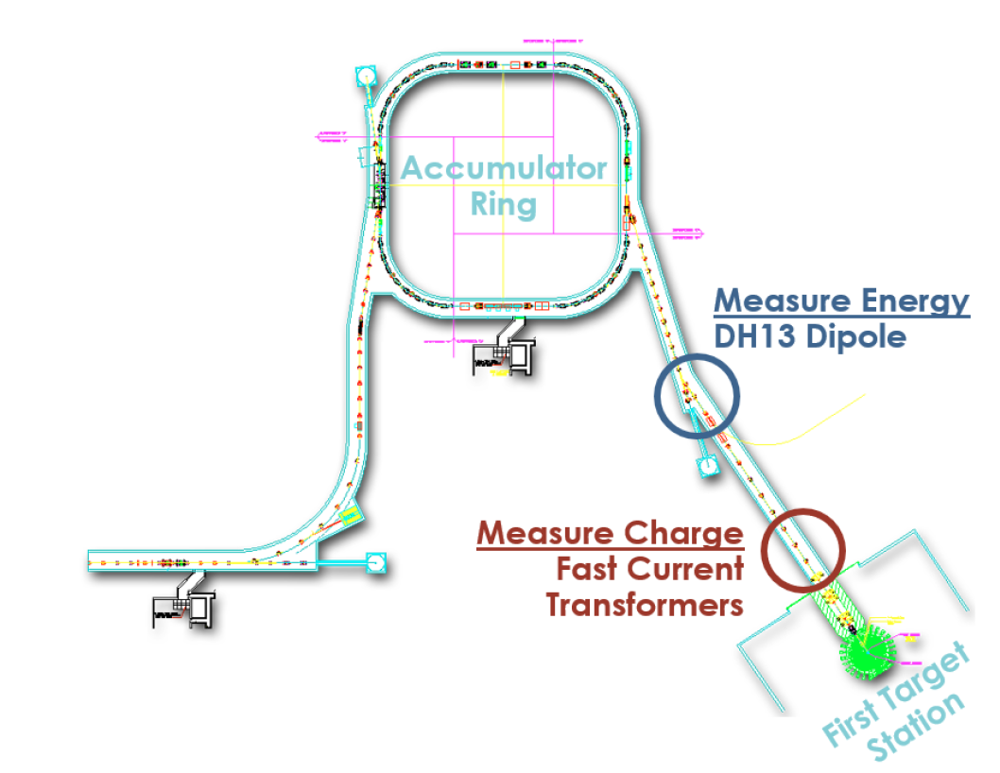 Accumulator
Ring
Measure Energy
DH13 Dipole
Measure Charge
Fast Current
Transformers
First Target
Station